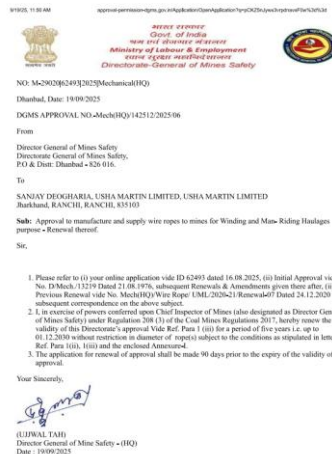 9/19/25, 11:50 AM
भारत सरकार
Govt. of India
श्रम एवं रोजगार मंत्रालय
Ministry of Labour & Employment
खान सुरक्षा महानिदेशालय
Directorate-General of Mines Safety
NO: M-29020|62493|2025|Mechanical(HQ)
Dhanbad, Date: 19/09/2025
DGMS APPROVAL NO.-Mech(HQ)/142512/2025/06
From
Director General of Mines Safety
Directorate General of Mines Safety,
P.O & Distt: Dhanbad - 826 016.
To
SANJAY DEOGHARIA, USHA MARTIN LIMITED, USHA MARTIN LIMITED
Jharkhand, RANCHI, RANCHI, 835103
Sub: Approval to manufacture and supply wire ropes to mines for Winding and Man- Riding Haulages
purpose - Renewal thereof.
Sir,
1. Please refer to (i) your online application vide ID 62493 dated 16.08.2025, (ii) Initial Approval vide
No. D/Mech./13219 Dated 21.08.1976, subsequent Renewals & Amendments given there after, (iii)
Previous Renewal vide No. Mech(HQ)/Wire Rope/ UML/2020-21/Renewal-07 Dated 24.12.2020
subsequent correspondence on the above subject.
2. I, in exercise of powers conferred upon Chief Inspector of Mines (also designated as Director General
of Mines Safety) under Regulation 208 (3) of the Coal Mines Regulations 2017, hereby renew the
validity of this Directorate's approval Vide Ref. Para 1 (iii) for a period of five years i.e. up to
01.12.2030 without restriction in diameter of rope(s) subject to the conditions as stipulated in letter
Ref. Para 1(ii), 1(iii) and the enclosed Annexure-I.
3. The application for renewal of approval shall be made 90 days prior to the expiry of the validity of
approval.
Your Sincerely,
(UJJWAL TAH)
Director General of Mine Safety - (HQ)
Date : 19/09/2025